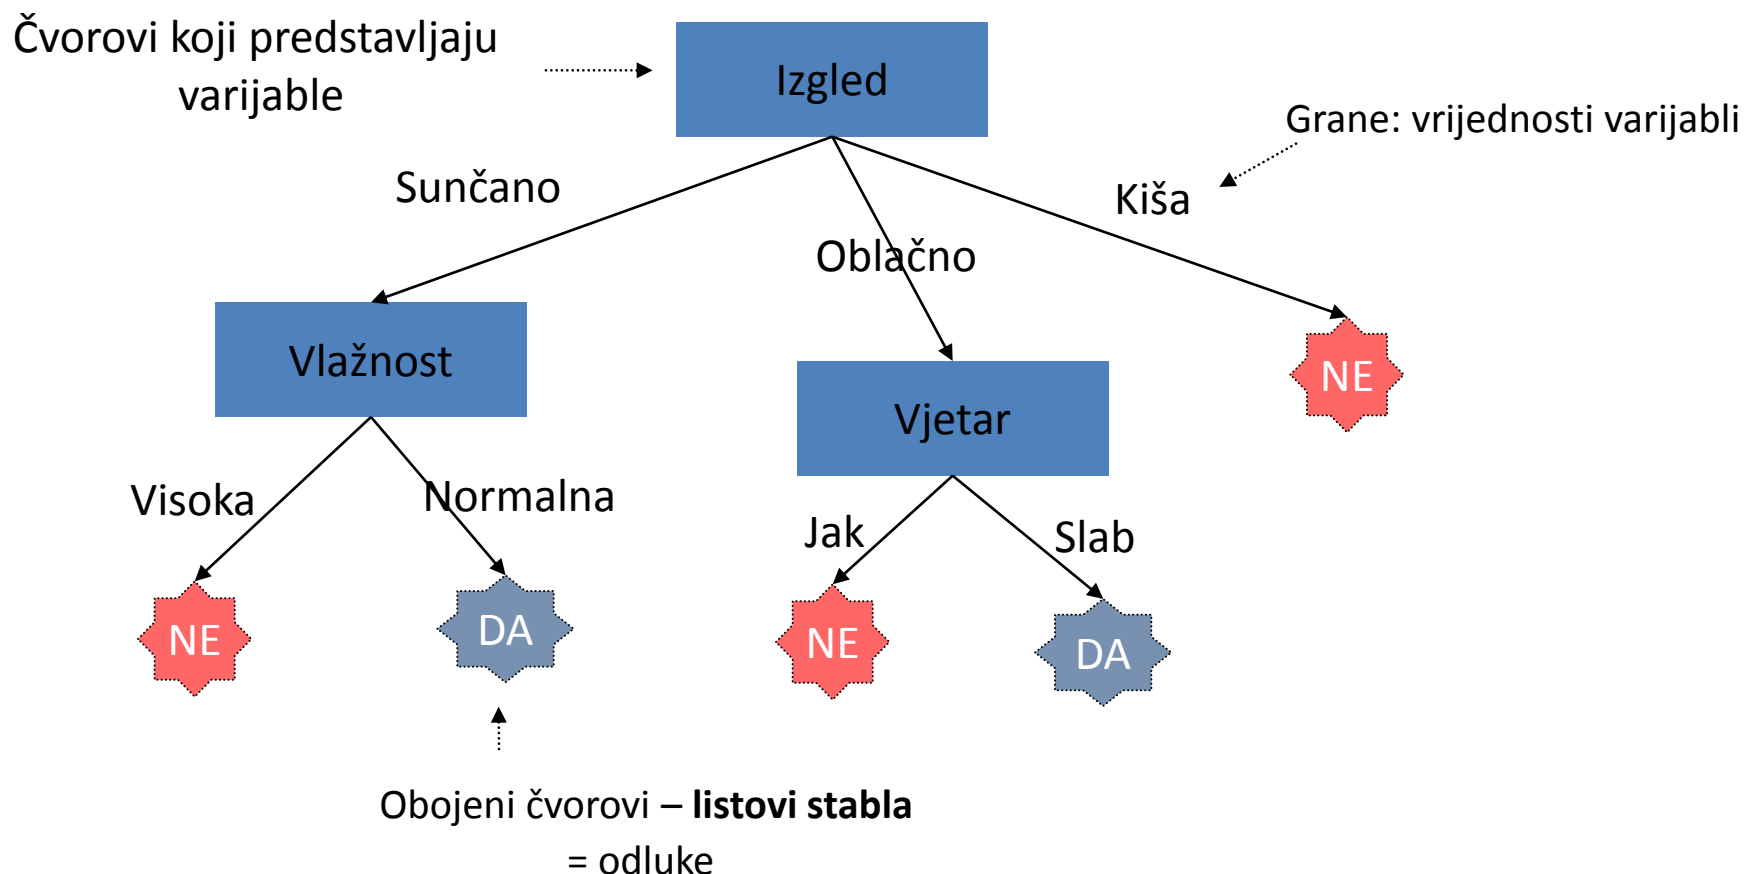 Čvorovi koji predstavljaju
varijable
Izgled
Grane: vrijednosti varijabli
Sunčano
Kiša
Oblačno
Vlažnost
NE
Vjetar
Visoka
Normalna
Jak
Slab
NE
DA
NE
DA
Obojeni čvorovi – listovi stabla
= odluke